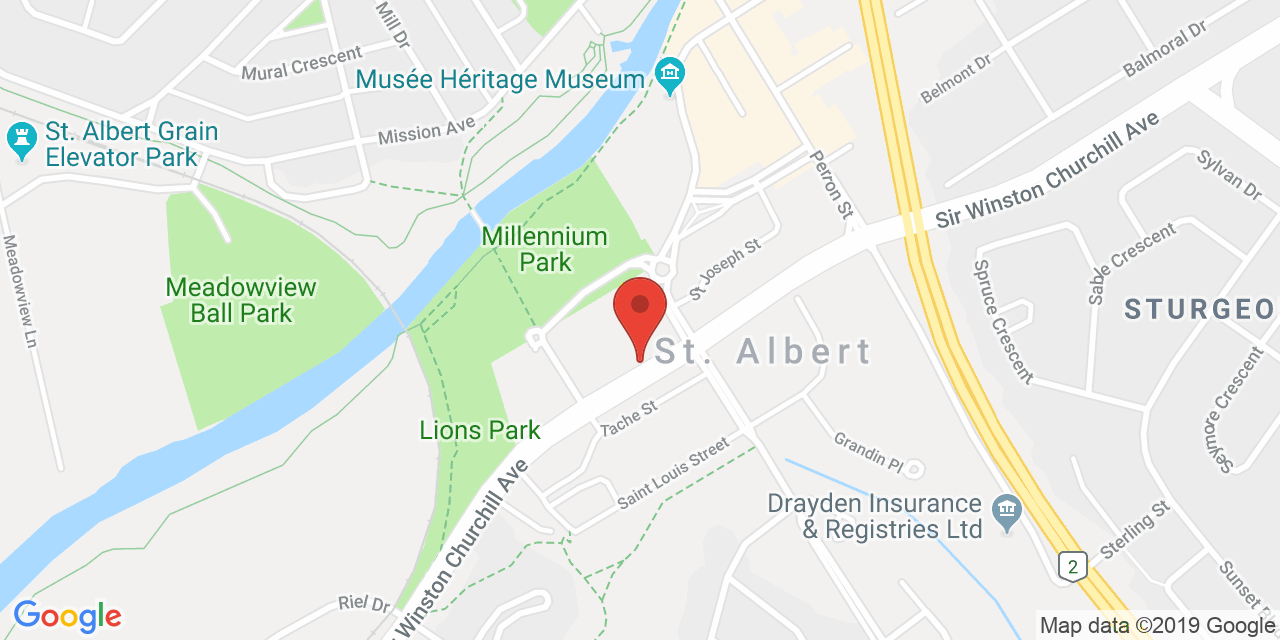 Mill Dr
Mural Crescent
Musée Héritage Museum
Belmont Dr
Balmoral Dr
St. Albert Grain
Elevator Park
Mission Ave
Perron St
Sir Winston Churchill Ave
Sylvan Dr
Millennium
Park
St Joseph St
Sable Crescent
Spruce Crescent
Meadowview Ln
Meadowview
Ball Park
STURGEO
St. Albert
Seymore Crescent
Lions Park
Tache St
Grandin Pl
Saint Louis Street
Drayden Insurance
& Registries Ltd
Sterling St
2
Sunset R
Winston Churchill Ave
Riel Dr
Google
Map data ©2019 Google